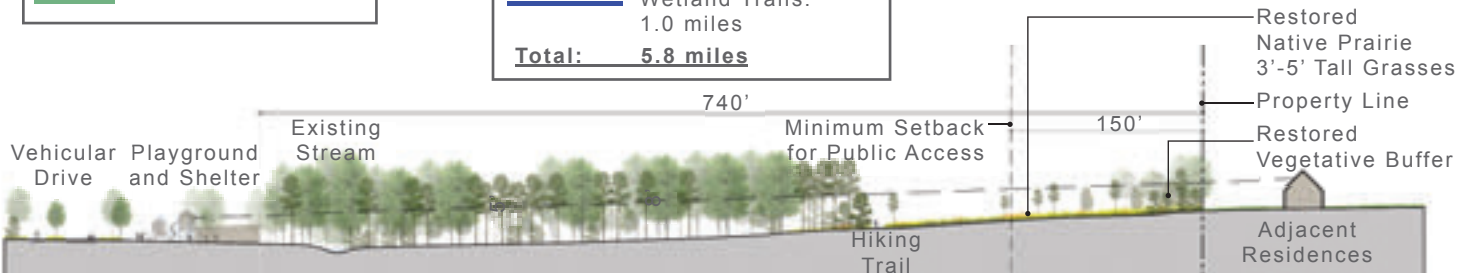 Wetland Trails:
1.0 miles
Total: 5.8 miles
Restored
Native Prairie
3'-5' Tall Grasses
Property Line
Restored
Vegetative Buffer
740’
150’
Minimum Setback
for Public Access
Existing
Stream
Vehicular
Drive
Playground
and Shelter
Hiking
Trail
Adjacent
Residences